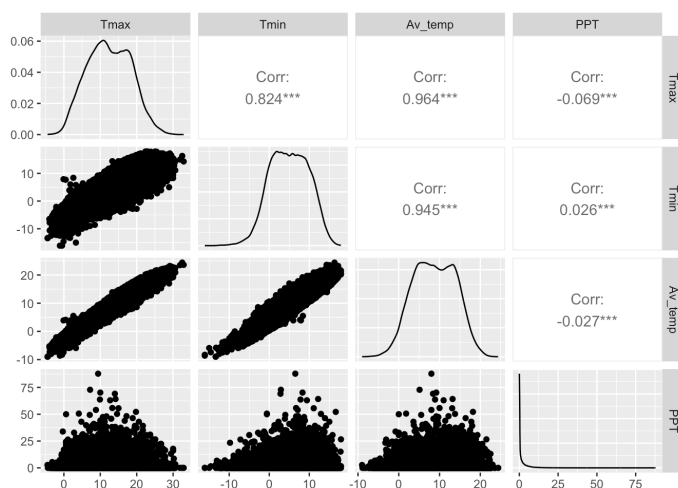 Tmax Tmin Av_temp PPT
0.06
0.04
0.02
0.00
Corr:
0.824***
Corr:
0.964***
Corr:
-0.069***
Tmax
10
0
-10
Corr:
0.945***
Corr:
0.026***
Tmin
20
10
0
-10
Corr:
-0.027***
Av_temp
75
50
25
0
PPT
0 10 20 30
-10 0 10
-10 0 10 20
0 25 50 75